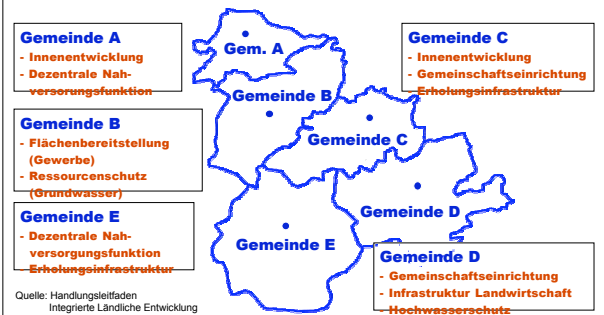 Gemeinde A
- Innenentwicklung
- Dezentrale Nah-
versorungsfunktion
Gemeinde B
- Flächenbereitstellung
(Gewerbe)
- Ressourcenschutz
(Grundwasser)
Gemeinde E
- Dezentrale Nah-
versorgungsfunktion
- Erholungsinfrastruktur
Quelle: Handlungsleitfaden
Integrierte Ländliche Entwicklung
Gem. A
Gemeinde B
Gemeinde C
Gemeinde D
Gemeinde E
Gemeinde C
- Innenentwicklung
- Gemeinschaftseinrichtung
- Erholungsinfrastruktur
Gemeinde D
- Gemeinschaftseinrichtung
- Infrastruktur Landwirtschaft
- Hochwasserschutz